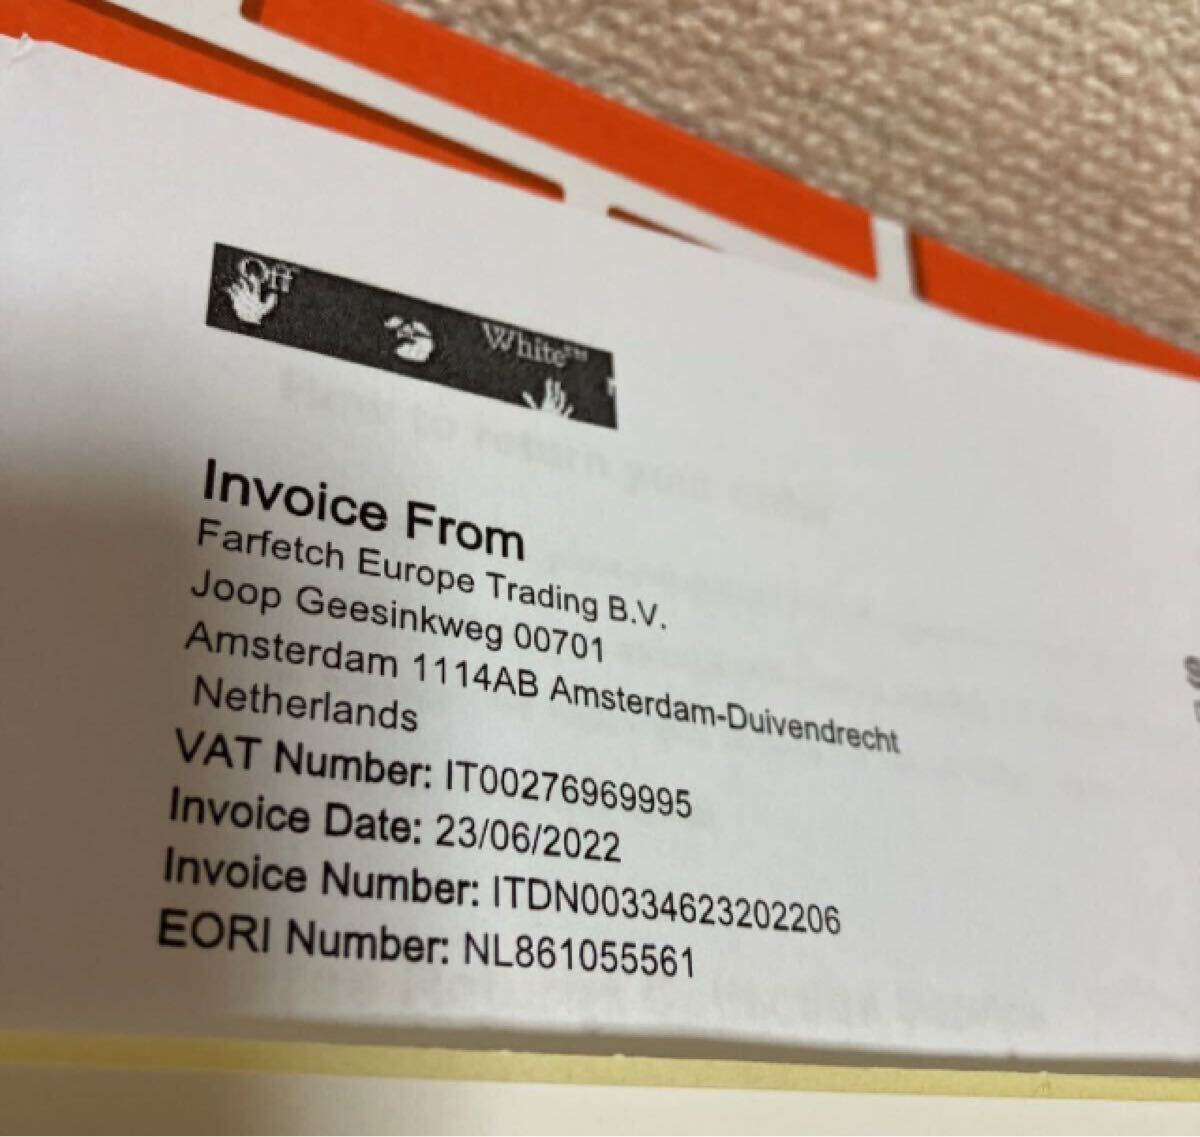 Off
White™
Invoice From
Farfetch Europe Trading B.V.
Joop Geesinkweg 00701
Amsterdam 1114AB Amsterdam-Duivendrecht
Netherlands
VAT Number: IT00276969995
Invoice Date: 23/06/2022
Invoice Number: ITDN00334623202206
EORI Number: NL861055561